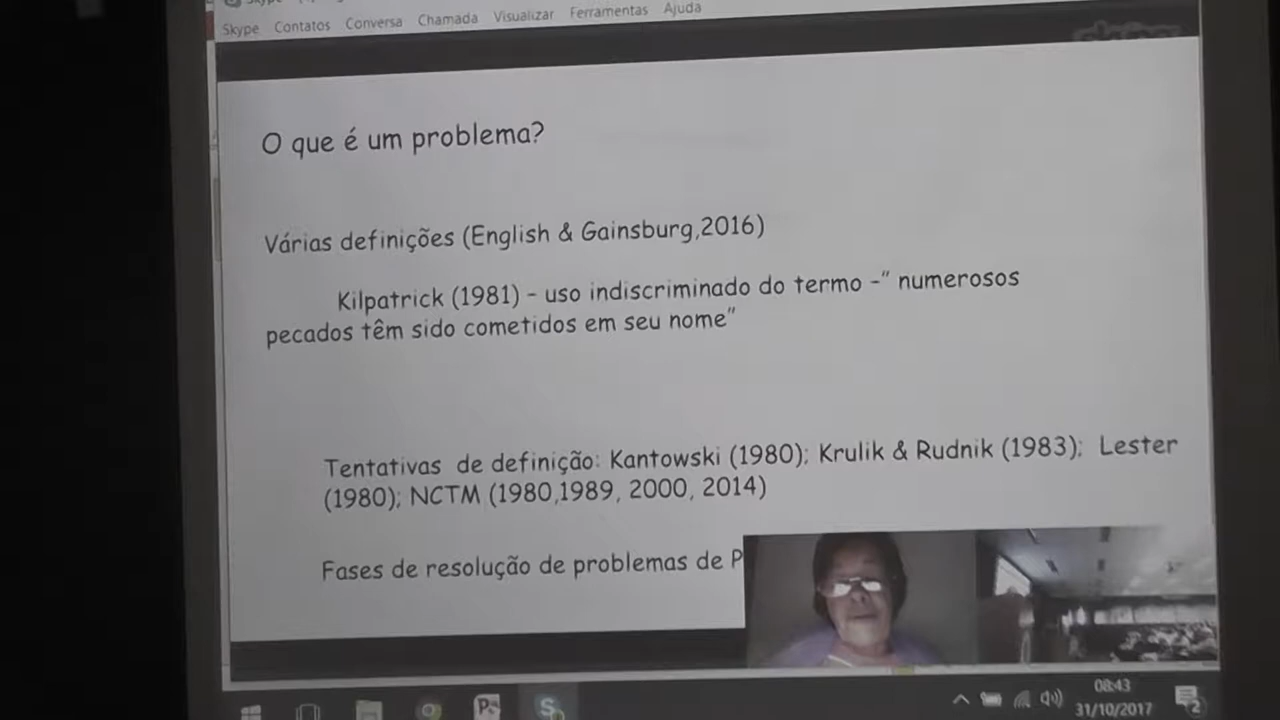 Skype Contatos Conversa Chamada Visualizar Ferramentas Ajuda
skype
O que é um problema?
Várias definições (English & Gainsburg,2016)
Kilpatrick (1981) - uso indiscriminado do termo -" numerosos
pecados têm sido cometidos em seu nome"
Tentativas de definição: Kantowski (1980); Krulik & Rudnik (1983); Lester
(1980); NCTM (1980,1989, 2000, 2014)
Fases de resolução de problemas de P
08:43
31/10/2017
2